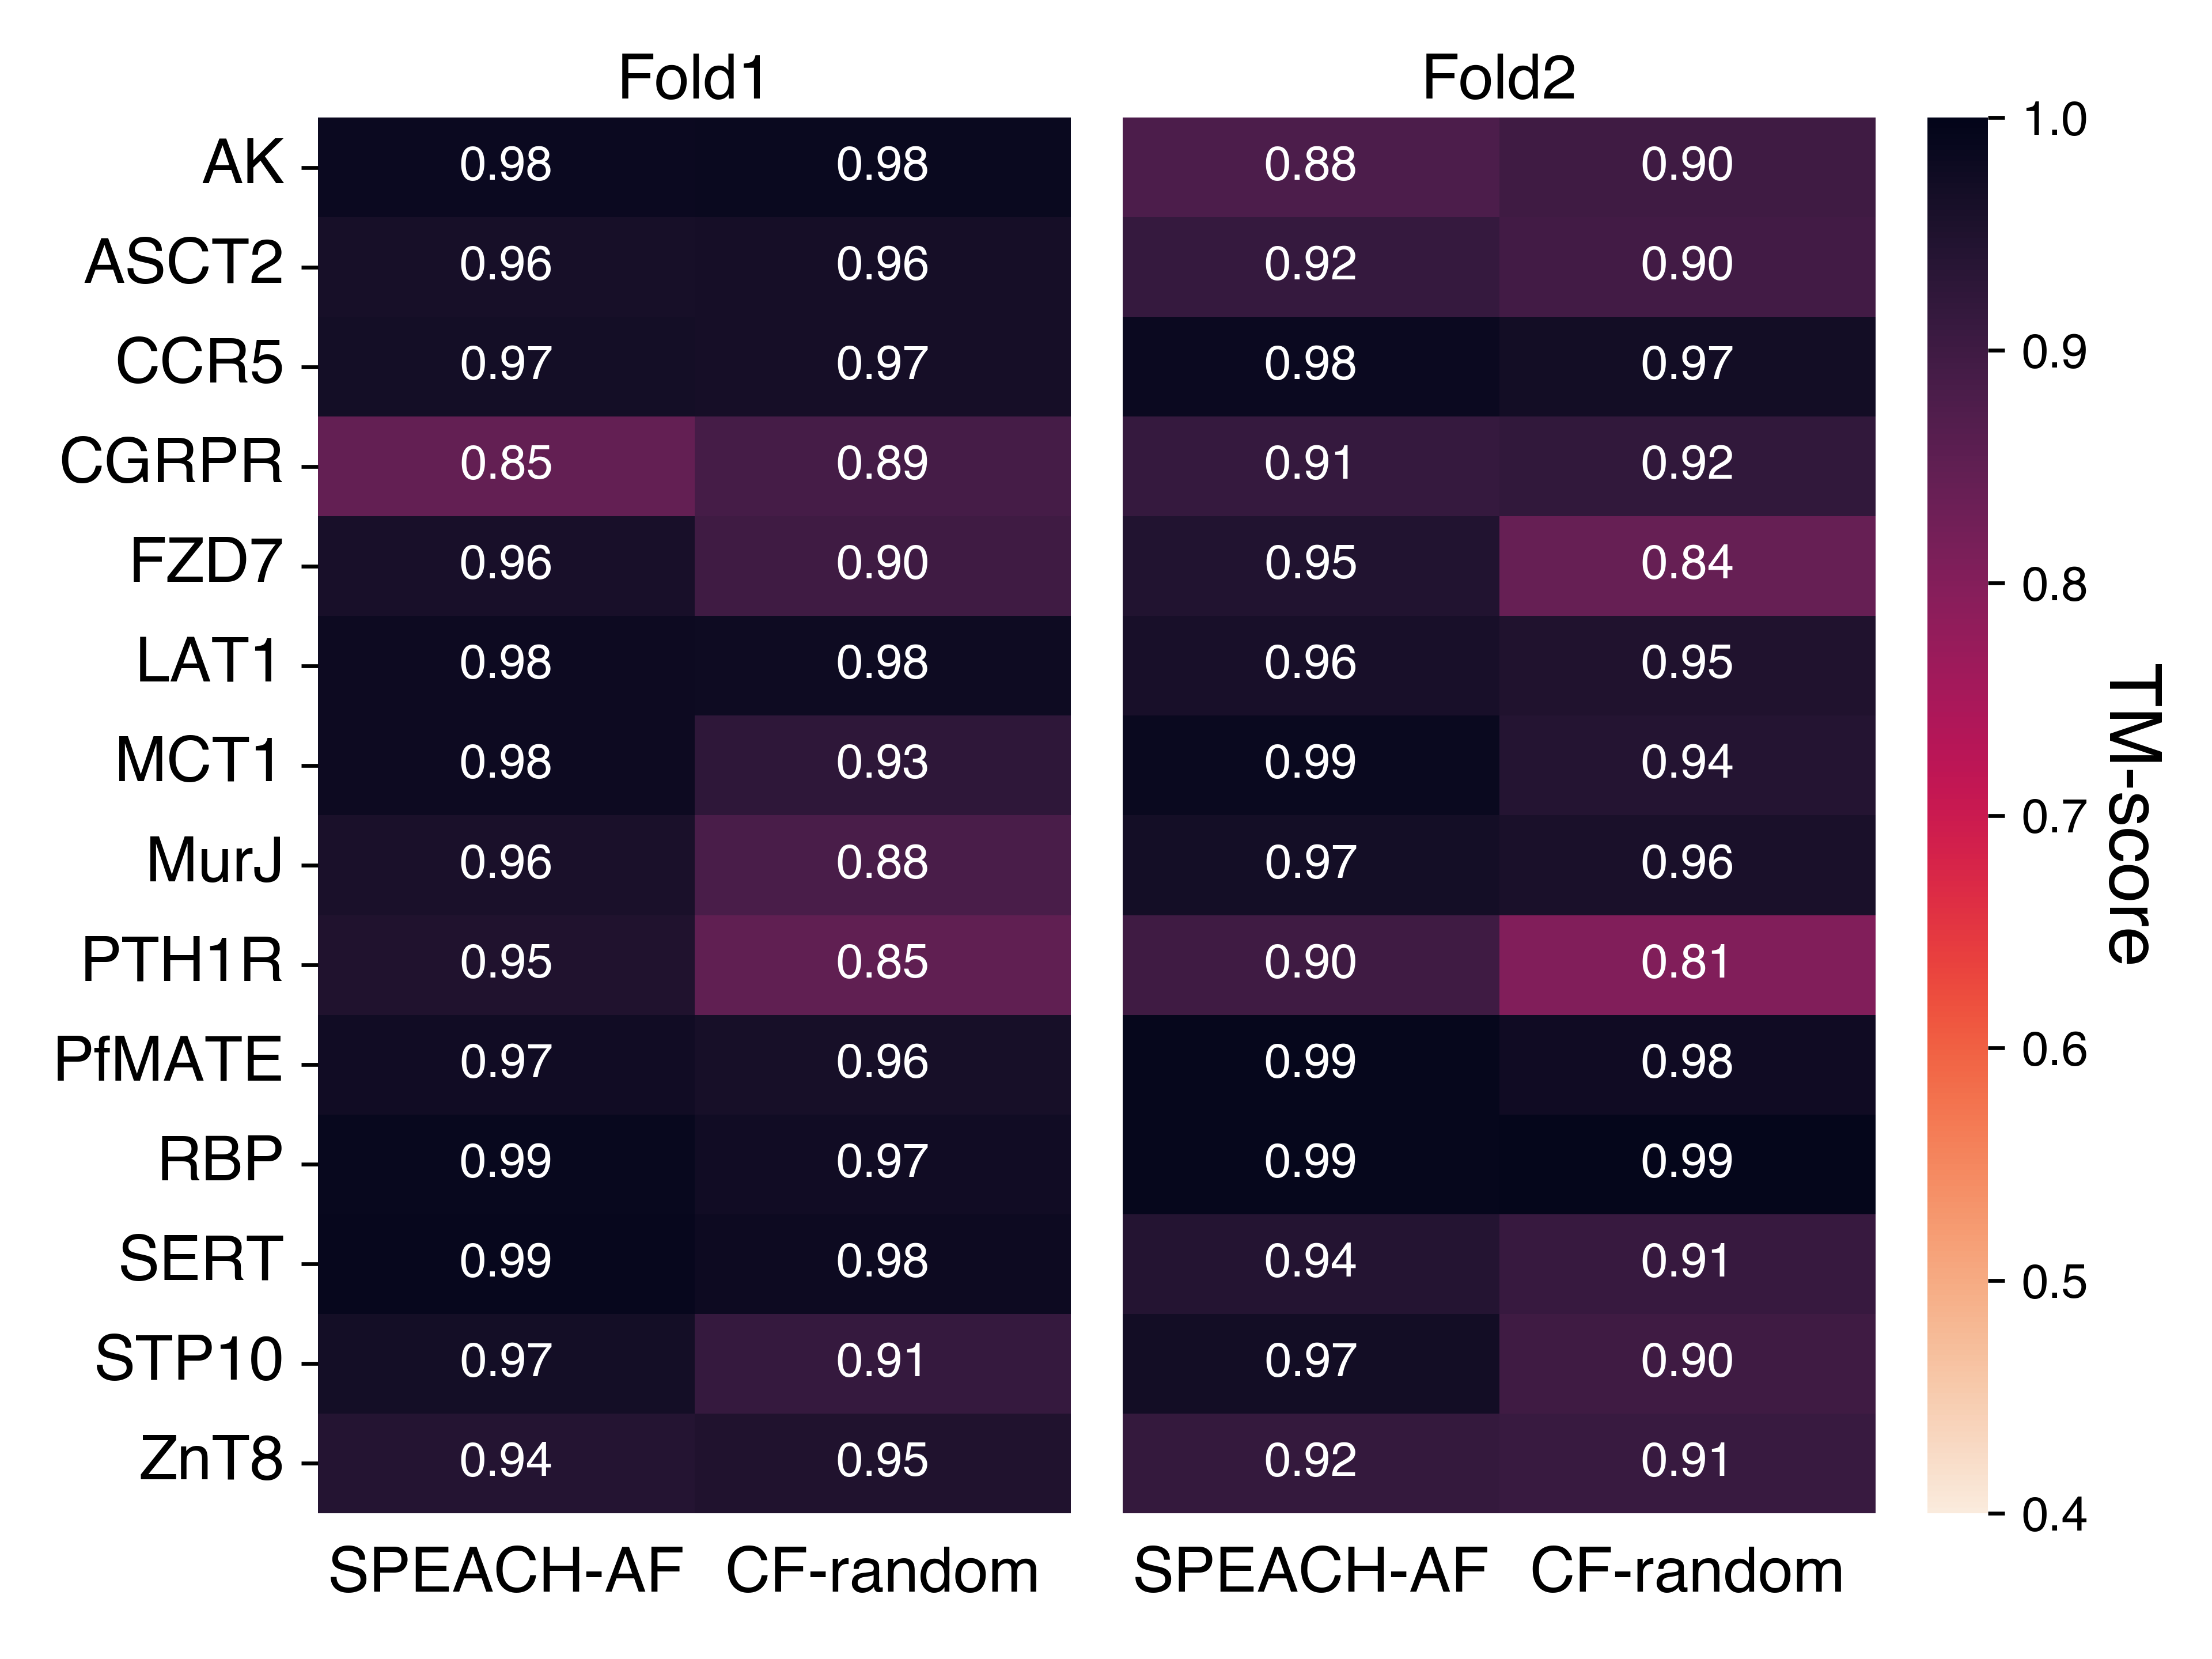 Fold1 Fold2
AK 0.98 0.98 0.88 0.90 1.0
ASCT2 0.96 0.96 0.92 0.90
CCR5 0.97 0.97 0.98 0.97 0.9
CGRPR 0.85 0.89 0.91 0.92
FZD7 0.96 0.90 0.95 0.84 0.8
LAT1 0.98 0.98 0.96 0.95
MCT1 0.98 0.93 0.99 0.94 0.7
MurJ 0.96 0.88 0.97 0.96
PTH1R 0.95 0.85 0.90 0.81
PfMATE 0.97 0.96 0.99 0.98 0.6
RBP 0.99 0.97 0.99 0.99
SERT 0.99 0.98 0.94 0.91 0.5
STP10 0.97 0.91 0.97 0.90
ZnT8 0.94 0.95 0.92 0.91 0.4
SPEACH-AF CF-random SPEACH-AF CF-random
TM-score